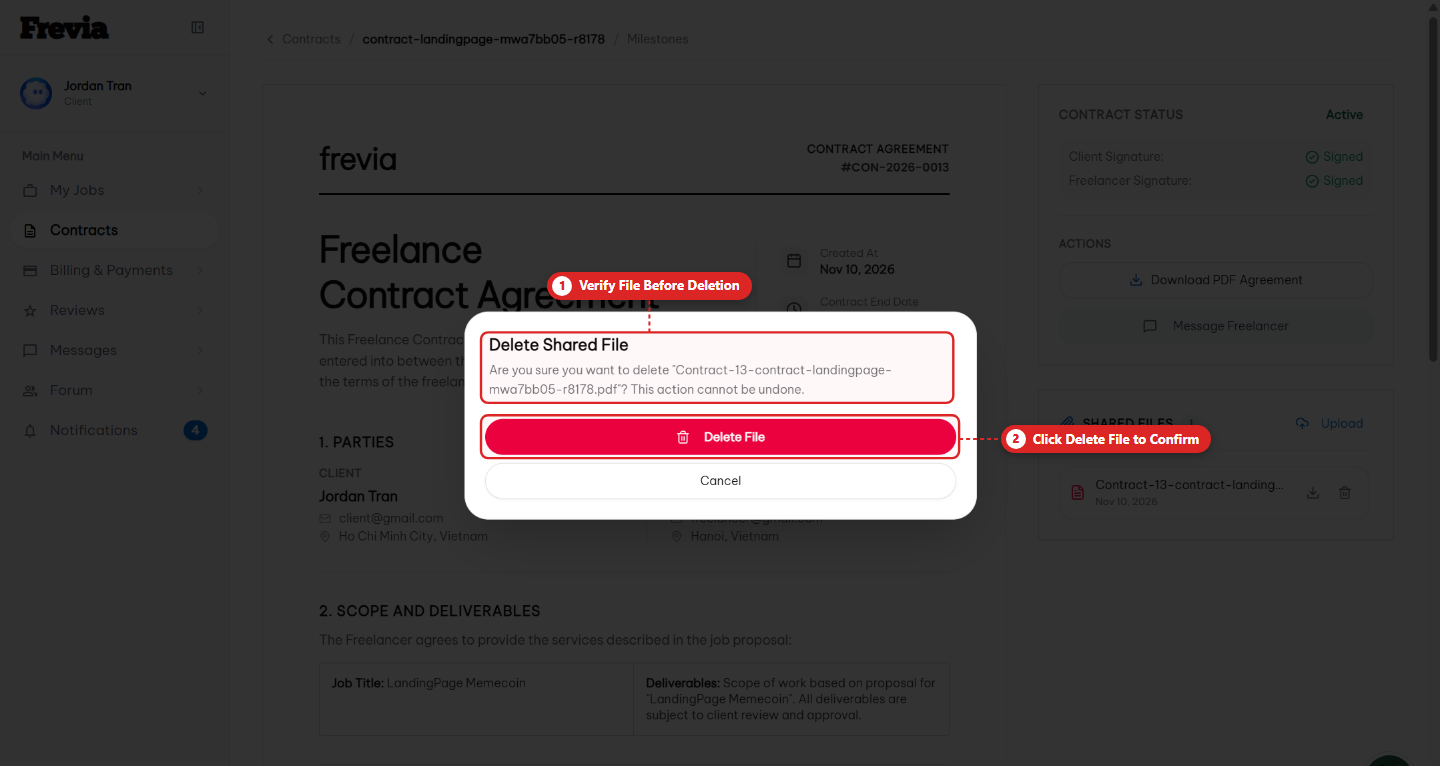 Frevia
Contracts / contract-landingpage-mwa7bb05-r8178 / Milestones
Jordan Tran
Client
Main Menu
My Jobs
Contracts
Billing & Payments
Reviews
Messages
Forum
Notifications
4
frevia
CONTRACT AGREEMENT
#CON-2026-0013
Freelance
Contract Agreement
Created At
Nov 10, 2026
Contract End Date
This Freelance Contrac
entered into between th
the terms of the freelan
1 Verify File Before Deletion
Delete Shared File
Are you sure you want to delete "Contract-13-contract-landingpage-
mwa7bb05-r8178.pdf"? This action cannot be undone.
Delete File
2 Click Delete File to Confirm
Cancel
1. PARTIES
CLIENT
Jordan Tran
client@gmail.com
Ho Chi Minh City, Vietnam
freelancer@gmail.com
Hanoi, Vietnam
2. SCOPE AND DELIVERABLES
The Freelancer agrees to provide the services described in the job proposal:
Job Title: LandingPage Memecoin
Deliverables: Scope of work based on proposal for
"LandingPage Memecoin". All deliverables are
subject to client review and approval.
CONTRACT STATUS
Active
Client Signature:
Signed
Freelancer Signature:
Signed
ACTIONS
Download PDF Agreement
Message Freelancer
SHARED FILES
Upload
Contract-13-contract-landing...
Nov 10, 2026